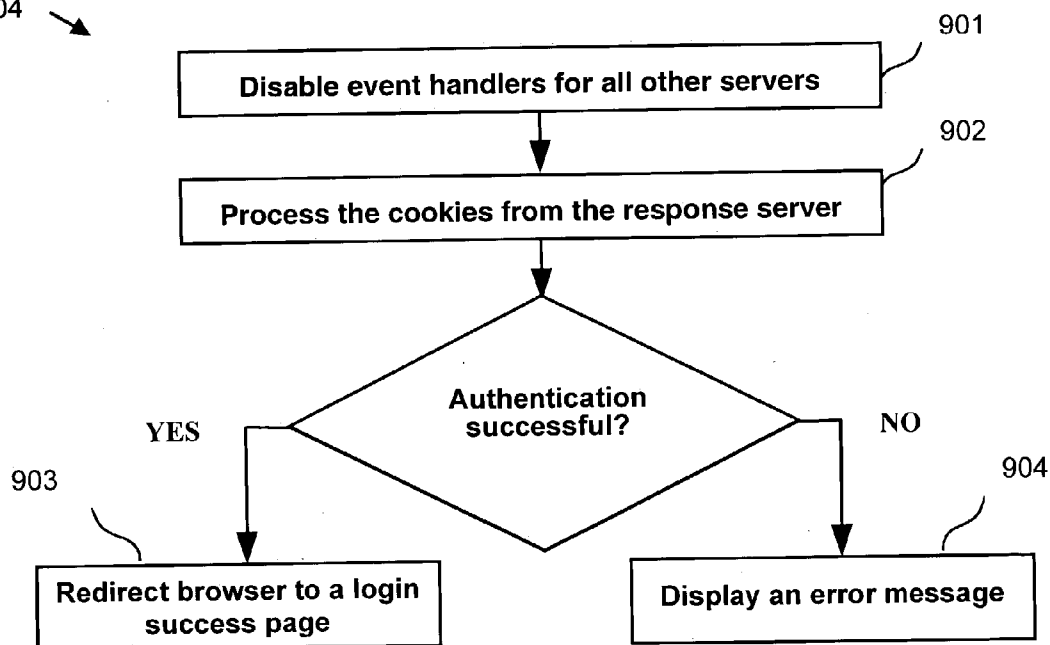 04
901
Disable event handlers for all other servers
902
Process the cookies from the response server
Authentication
successful?
YES
NO
903
904
Redirect browser to a login
success page
Display an error message